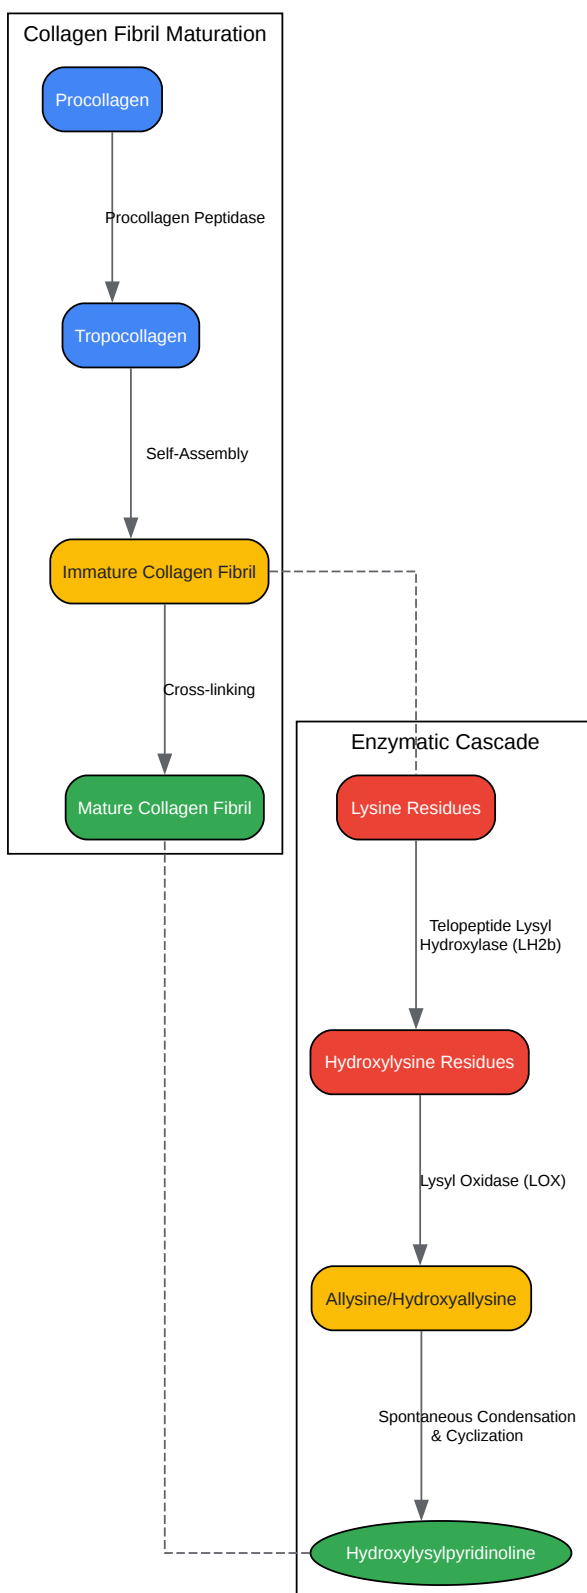 Collagen Fibril Maturation
Procollagen
Procollagen Peptidase
Tropocollagen
Self-Assembly
Immature Collagen Fibril
Cross-linking
Mature Collagen Fibril
Enzymatic Cascade
Lysine Residues
Telopeptide Lysyl
Hydroxylase (LH2b)
Hydroxylysine Residues
Lysyl Oxidase (LOX)
Allysine/Hydroxyallysine
Spontaneous Condensation
& Cyclization
Hydroxylysylpyridinoline